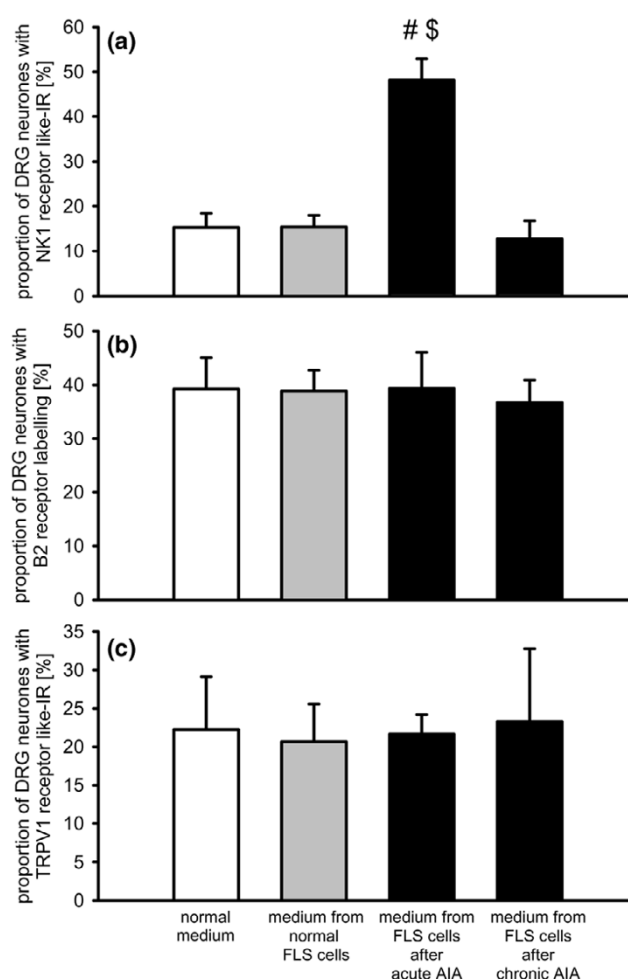 (a)
# $
proportion of DRG neurones with
NK1 receptor like-IR [%]
60
50
40
30
20
10
0
(b)
proportion of DRG neurones with
B2 receptor labelling [%]
50
40
30
20
10
0
(c)
proportion of DRG neurones with
TRPV1 receptor like-IR [%]
35
30
25
20
15
10
5
0
normal
medium
medium from
normal
FLS cells
medium from
FLS cells
after
acute AIA
medium from
FLS cells
after
chronic AIA